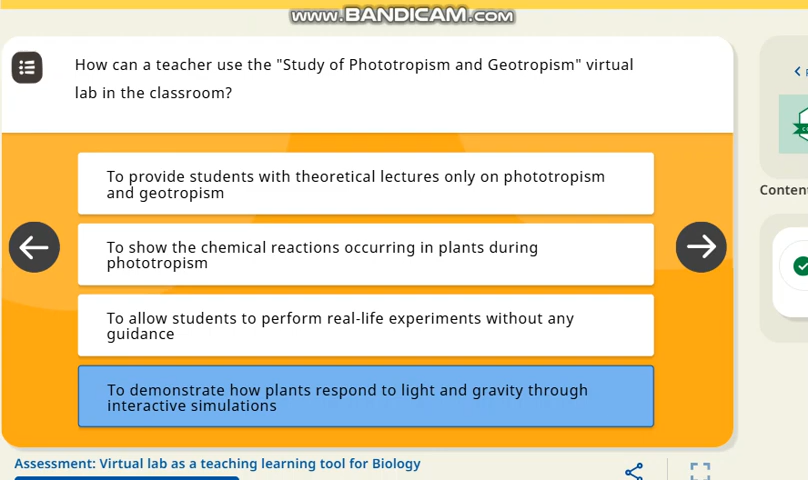 www.BANDICAM.com
How can a teacher use the "Study of Phototropism and Geotropism" virtual
lab in the classroom?
To provide students with theoretical lectures only on phototropism
and geotropism
To show the chemical reactions occurring in plants during
phototropism
To allow students to perform real-life experiments without any
guidance
To demonstrate how plants respond to light and gravity through
interactive simulations
Conten
Assessment: Virtual lab as a teaching learning tool for Biology